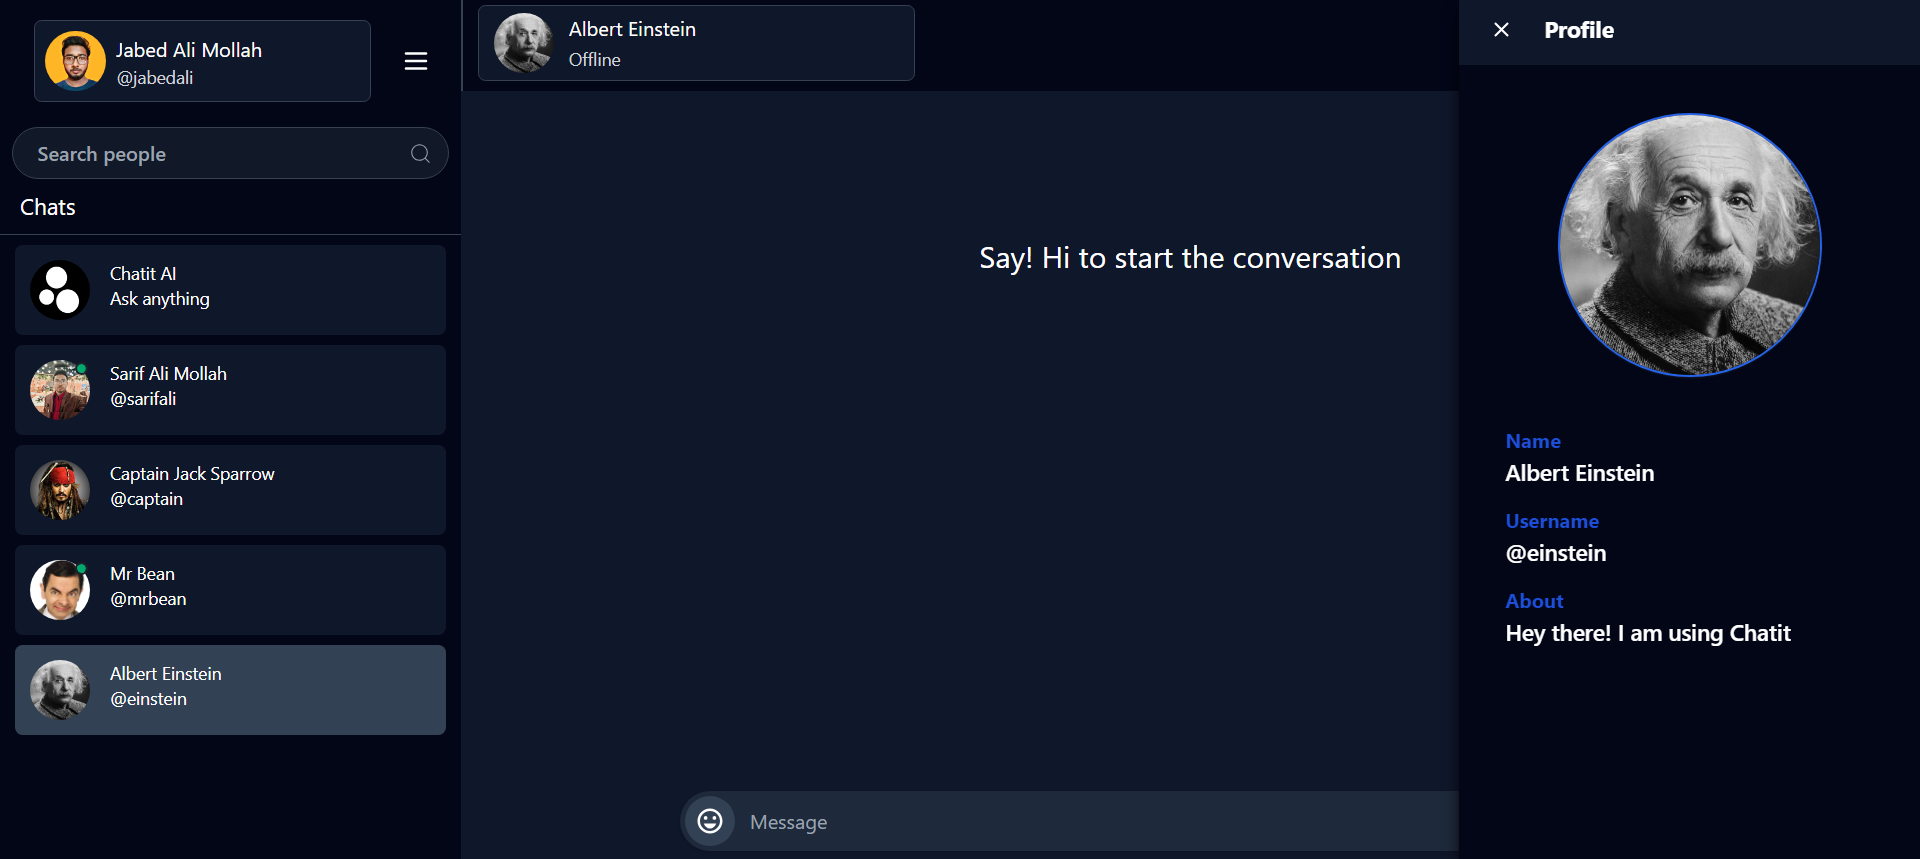 Jabed Ali Mollah
@jabedali
Search people
Chats
Chatit AI
Ask anything
Sarif Ali Mollah
@sarifali
Captain Jack Sparrow
@captain
Mr Bean
@mrbean
Albert Einstein
@einstein
Albert Einstein
Offline
Say! Hi to start the conversation
Message
Profile
Name
Albert Einstein
Username
@einstein
About
Hey there! I am using Chatit